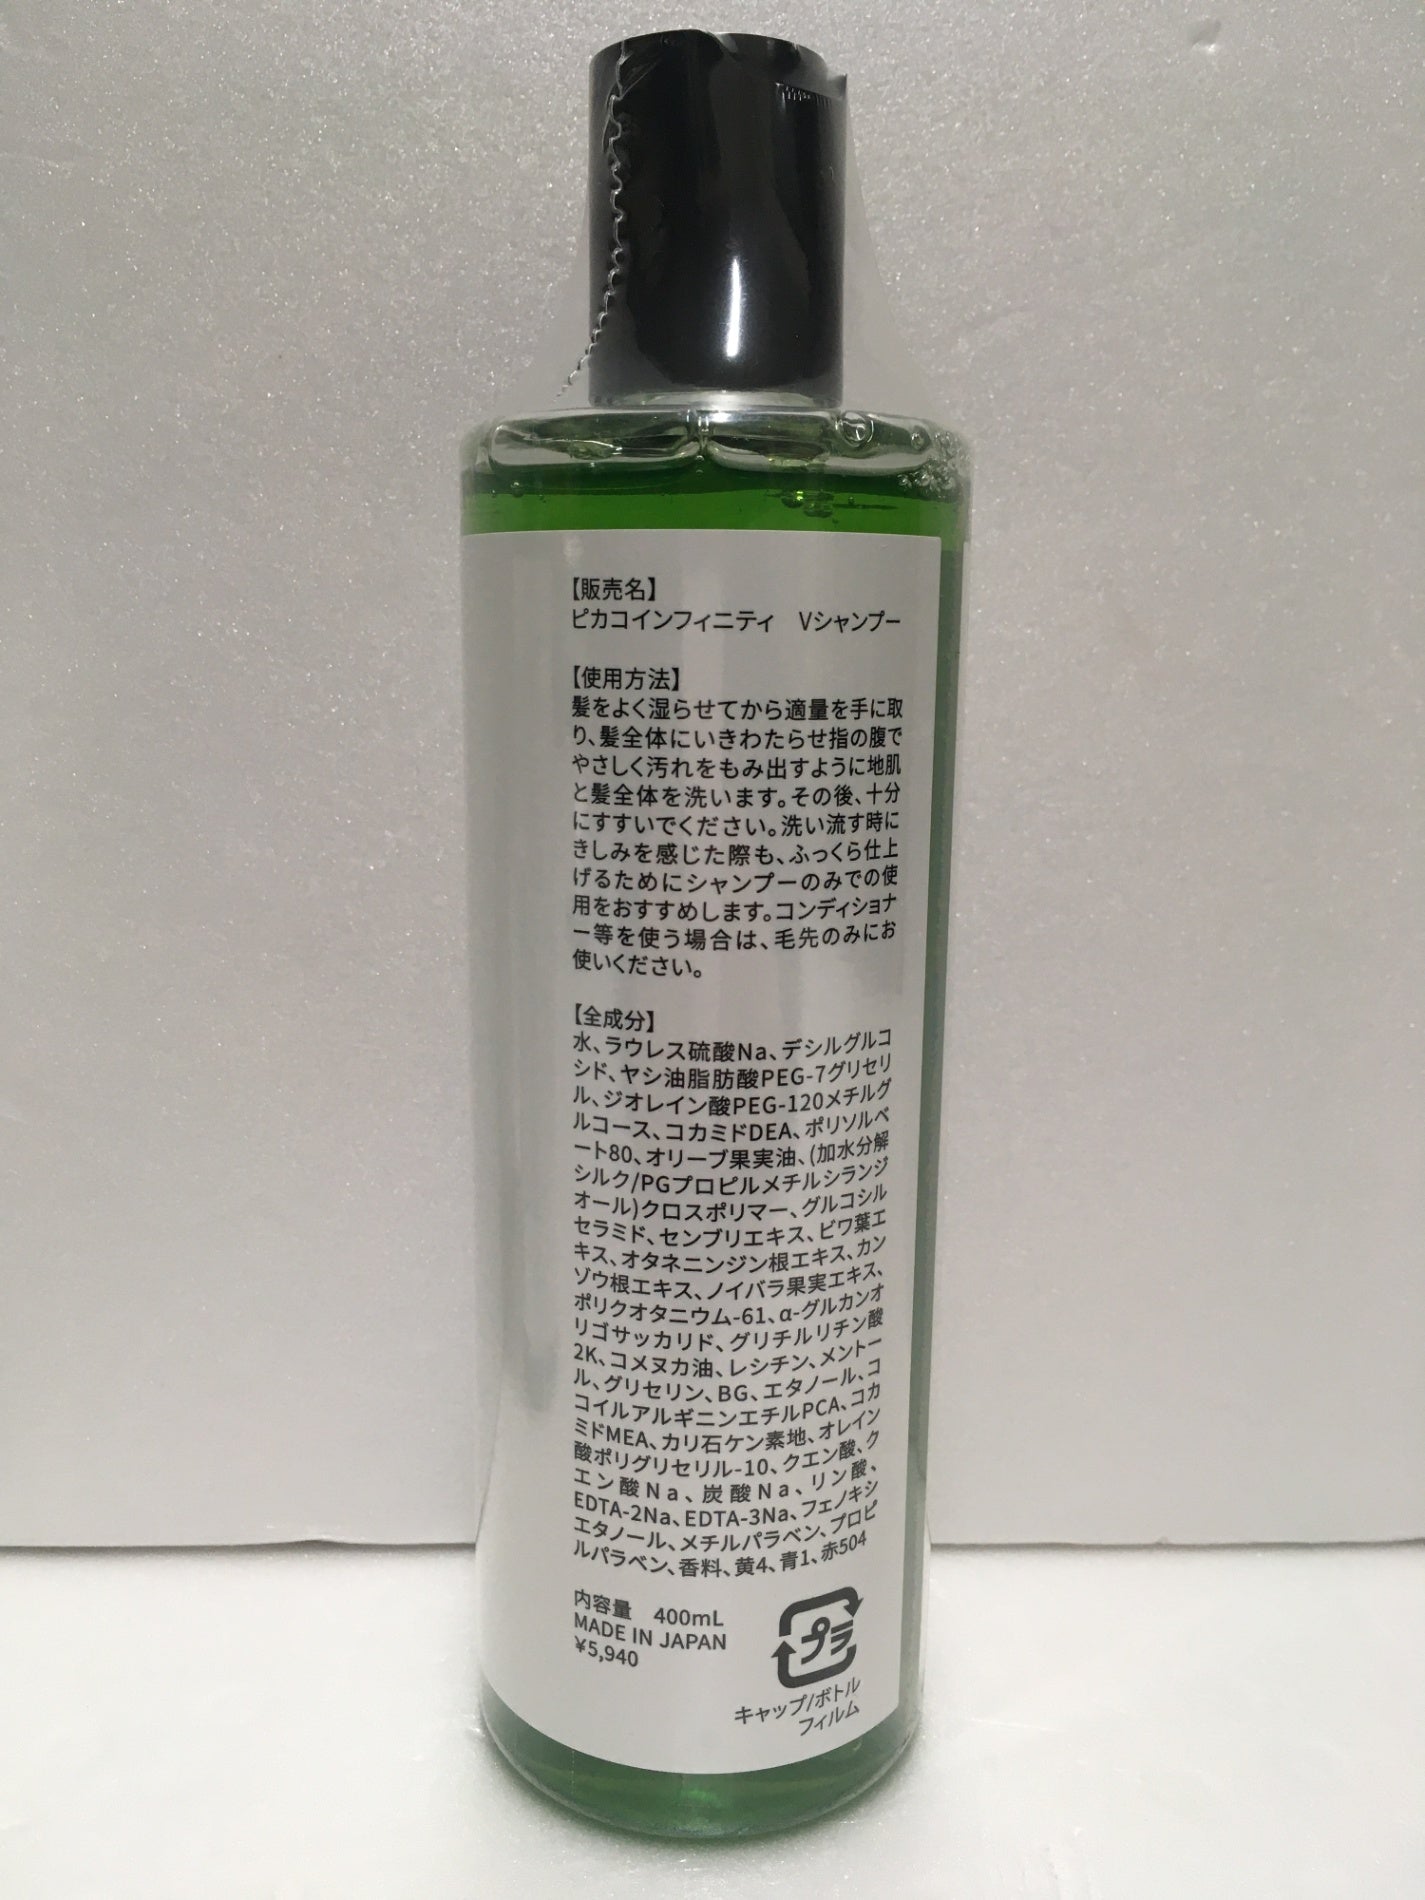 【販売名】
ピカコインフィニティ　Vシャンプー
【使用方法】
髪をよく湿らせてから適量を手に取
り、髪全体にいきわたらせ指の腹で
やさしく汚れをもみ出すように地肌
と髪全体を洗います。その後、十分
にすすいでください。洗い流す時に
きしみを感じた際も、ふっくら仕上
げるためにシャンプーのみでの使
用をおすすめします。コンディショナ
ー等を使う場合は、毛先のみにお
使いください。
【全成分】
水、ラウレス硫酸Na、デシルグルコ
シド、ヤシ油脂肪酸PEG-7グリセリ
ル、ジオレイン酸PEG-120メチルグ
ルコース、コカミドDEA、ポリソルベ
ート80、オリーブ果実油、(加水分解
シルク/PGプロピルメチルシランジ
オール)クロスポリマー、グルコシル
セラミド、センブリエキス、ビワ葉エ
キス、オタネニンジン根エキス、カン
ゾウ根エキス、ノイバラ果実エキス、
ポリクオタニウム-61、α-グルカンオ
リゴサッカリド、グリチルリチン酸
2K、コメヌカ油、レシチン、メントー
ル、グリセリン、BG、エタノール、コ
コイルアルギニンエチルPCA、コカ
ミドMEA、カリ石ケン素地、オレイン
酸ポリグリセリル-10、クエン酸、ク
エン酸Na、炭酸Na、リン酸、
EDTA-2Na、EDTA-3Na、フェノキシ
エタノール、メチルパラベン、プロピ
ルパラベン、香料、黄4、青1、赤504
内容量　400mL
MADE IN JAPAN
¥5,940
プラ
キャップ/ボトル
フィルム